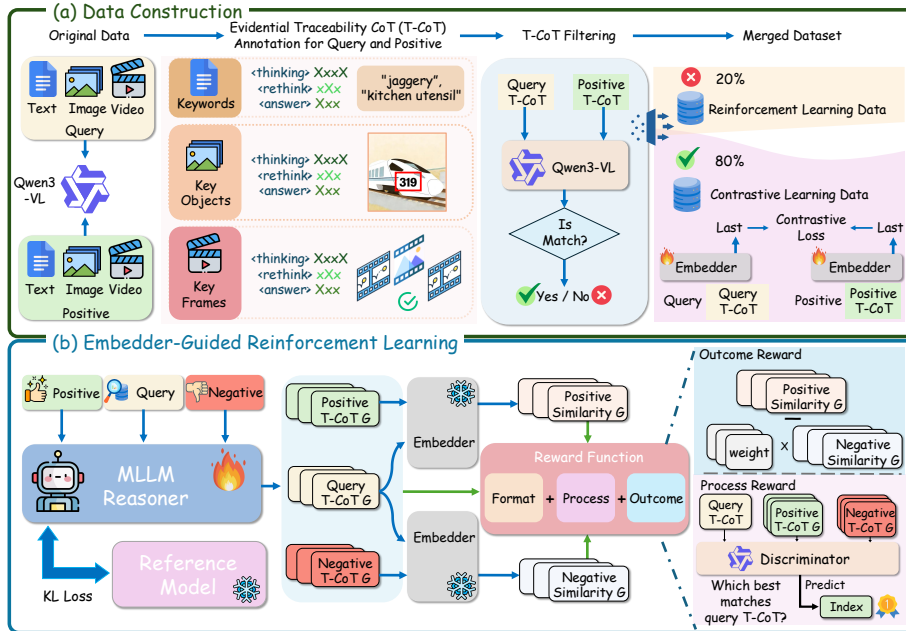 (a) Data Construction
Original Data
Evidential Traceability CoT (T-CoT)
Annotation for Query and Positive
T-CoT Filtering
Merged Dataset
Text Image Video
Query
Qwen3
-VL
Text Image Video
Positive
Keywords
<thinking> XxxX
<rethink> xXx
<answer> Xxx
"jaggery",
"kitchen utensil"
Key
Objects
<thinking> XxxX
<rethink> xXx
<answer> Xxx
319
Key
Frames
<thinking> XxxX
<rethink> xXx
<answer> Xxx
Query
T-CoT
Positive
T-CoT
Qwen3-VL
Is
Match?
Yes / No
20%
Reinforcement Learning Data
80%
Contrastive Learning Data
Last
Contrastive
Loss
Last
Embedder
Embedder
Query
Query
T-CoT
Positive
Positive
T-CoT
(b) Embedder-Guided Reinforcement Learning
Positive
Query
Negative
MLLM
Reasoner
KL Loss
Reference
Model
Positive
T-CoT G
Query
T-CoT G
Negative
T-CoT G
Embedder
Embedder
Positive
Similarity G
Reward Function
Format + Process + Outcome
Negative
Similarity G
Outcome Reward
Positive
Similarity G
—
weight
X
Negative
Similarity G
Process Reward
Query
T-CoT
Positive
T-CoT G
Negative
T-CoT G
Discriminator
Which best
matches
query T-CoT?
Predict
Index
1